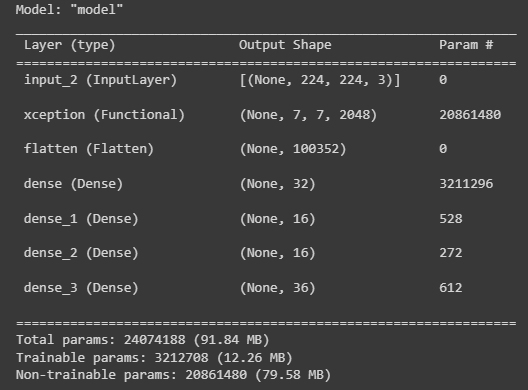 Model: "model"
_________________________________________________________________
Layer (type) Output Shape Param #
=================================================================
input_2 (InputLayer) [(None, 224, 224, 3)] 0
xception (Functional) (None, 7, 7, 2048) 20861480
flatten (Flatten) (None, 100352) 0
dense (Dense) (None, 32) 3211296
dense_1 (Dense) (None, 16) 528
dense_2 (Dense) (None, 16) 272
dense_3 (Dense) (None, 36) 612
=================================================================
Total params: 24074188 (91.84 MB)
Trainable params: 3212708 (12.26 MB)
Non-trainable params: 20861480 (79.58 MB)